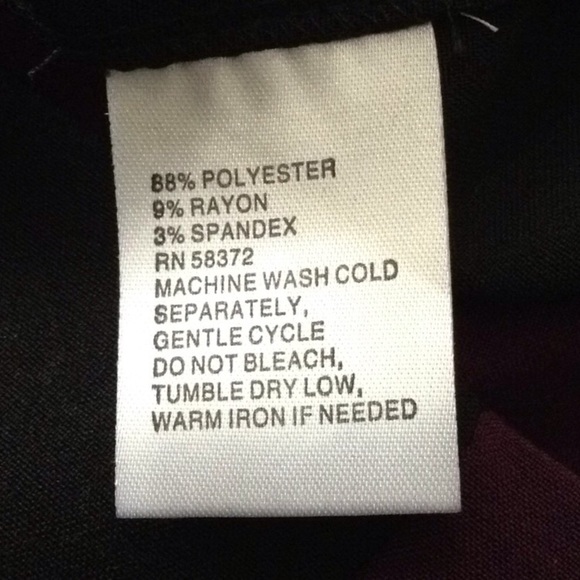 88% POLYESTER
9% RAYON
3% SPANDEX
RN 58372
MACHINE WASH COLD
SEPARATELY,
GENTLE CYCLE
DO NOT BLEACH,
TUMBLE DRY LOW,
WARM IRON IF NEEDED